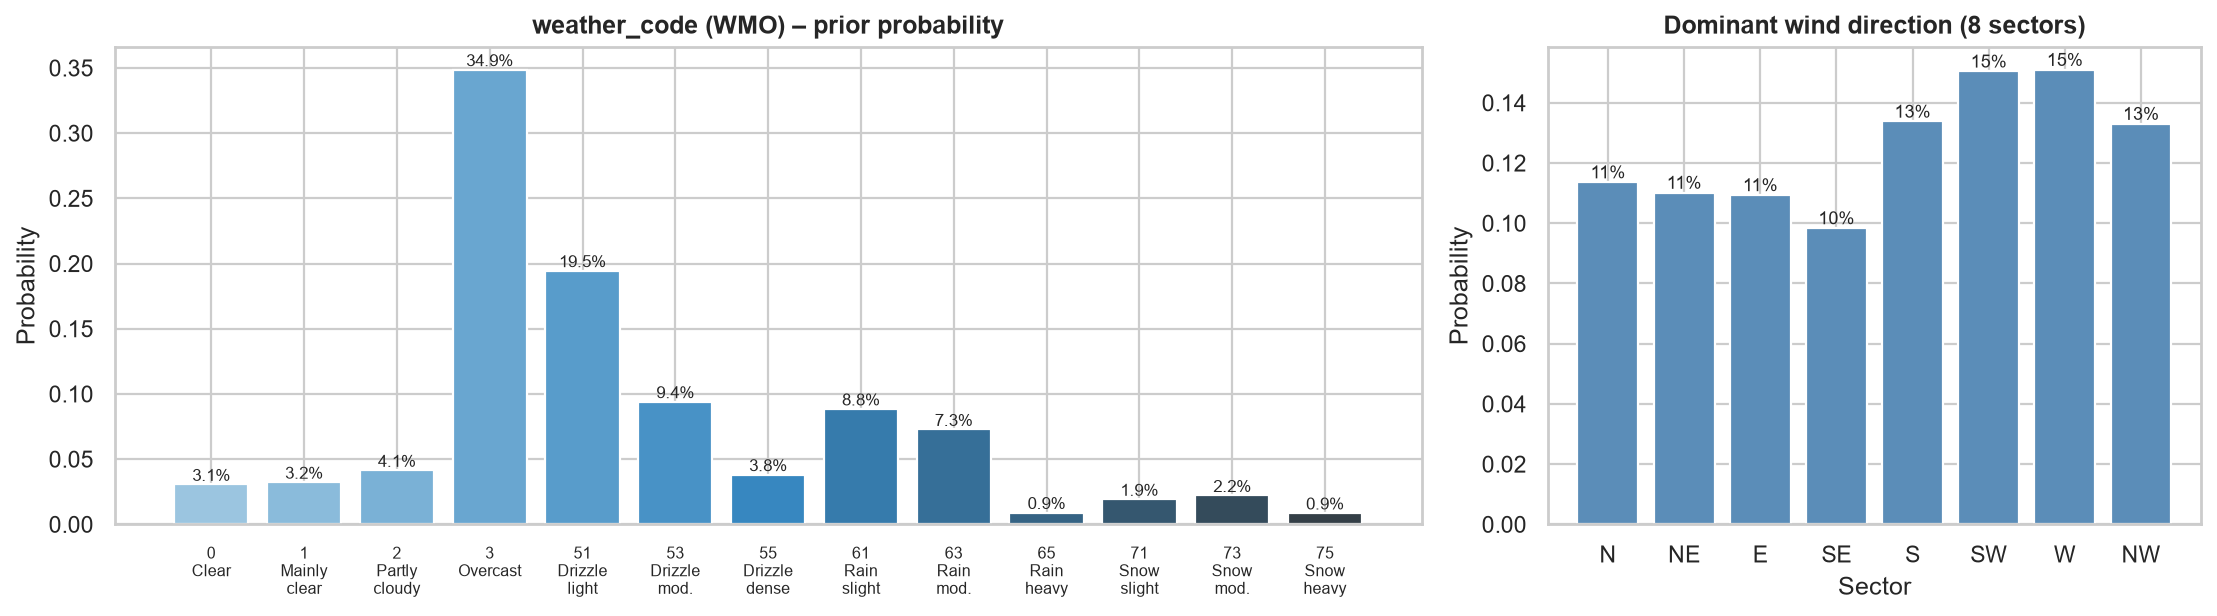 weather_code (WMO) – prior probability
Probability
0.35
0.30
0.25
0.20
0.15
0.10
0.05
0.00
3.1%
3.2%
4.1%
34.9%
19.5%
9.4%
3.8%
8.8%
7.3%
0.9%
1.9%
2.2%
0.9%
0
Clear
1
Mainly
clear
2
Partly
cloudy
3
Overcast
51
Drizzle
light
53
Drizzle
mod.
55
Drizzle
dense
61
Rain
slight
63
Rain
mod.
65
Rain
heavy
71
Snow
slight
73
Snow
mod.
75
Snow
heavy
Dominant wind direction (8 sectors)
Probability
0.14
0.12
0.10
0.08
0.06
0.04
0.02
0.00
11%
11%
11%
10%
13%
15%
15%
13%
N
NE
E
SE
S
SW
W
NW
Sector